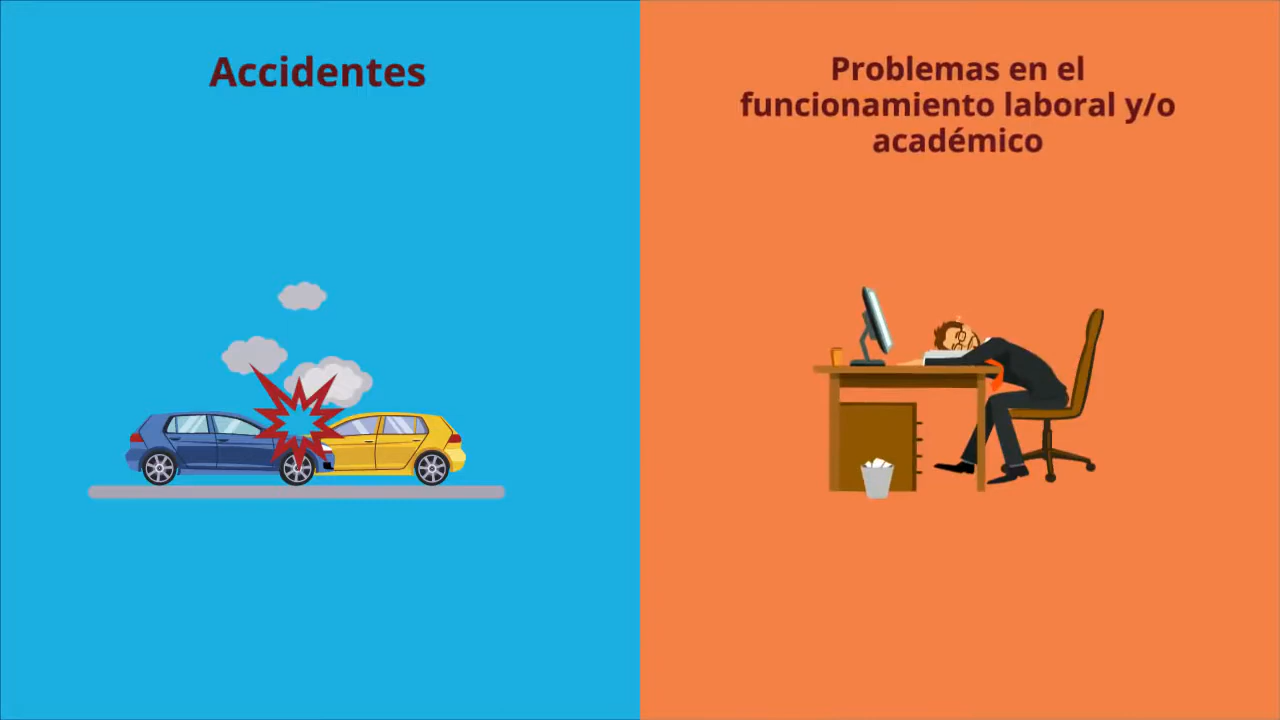 Accidentes
Problemas en el
funcionamiento laboral y/o
académico